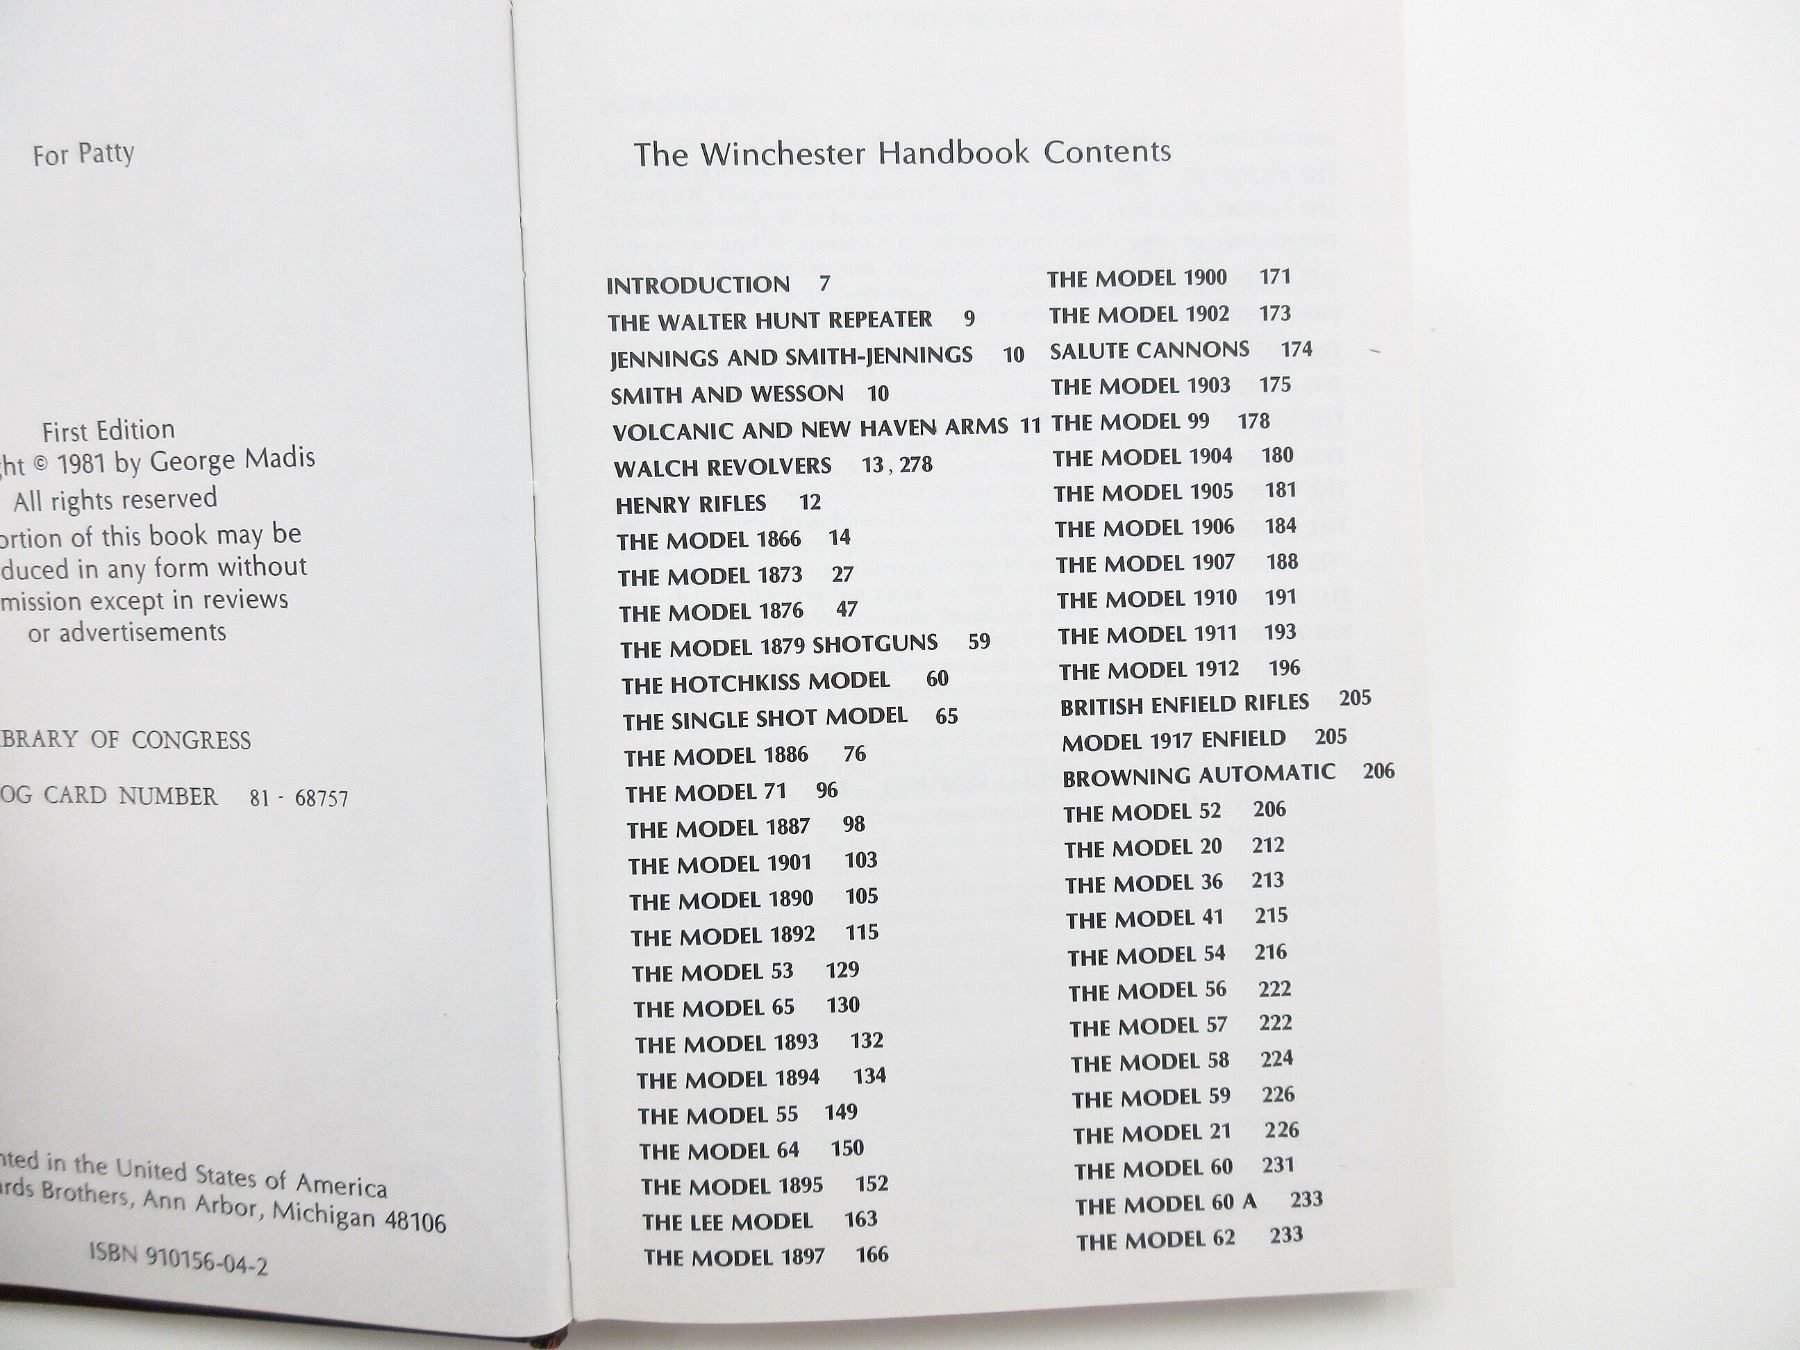 For Patty
First Edition
© 1981 by George Madis
All rights reserved
of this book may be
in any form without
except in reviews
or advertisements
OF CONGRESS
CARD NUMBER 81 - 68757
in the United States of America
Brothers, Ann Arbor, Michigan 48106
ISBN 910156-04-2
The Winchester Handbook Contents
INTRODUCTION 7
THE WALTER HUNT REPEATER 9
JENNINGS AND SMITH-JENNINGS 10
SMITH AND WESSON 10
VOLCANIC AND NEW HAVEN ARMS 11
WALCH REVOLVERS 13, 278
HENRY RIFLES 12
THE MODEL 1866 14
THE MODEL 1873 27
THE MODEL 1876 47
THE MODEL 1879 SHOTGUNS 59
THE HOTCHKISS MODEL 60
THE SINGLE SHOT MODEL 65
THE MODEL 1886 76
THE MODEL 71 96
THE MODEL 1887 98
THE MODEL 1901 103
THE MODEL 1890 105
THE MODEL 1892 115
THE MODEL 53 129
THE MODEL 65 130
THE MODEL 1893 132
THE MODEL 1894 134
THE MODEL 55 149
THE MODEL 64 150
THE MODEL 1895 152
THE LEE MODEL 163
THE MODEL 1897 166
THE MODEL 1900 171
THE MODEL 1902 173
SALUTE CANNONS 174
THE MODEL 1903 175
THE MODEL 99 178
THE MODEL 1904 180
THE MODEL 1905 181
THE MODEL 1906 184
THE MODEL 1907 188
THE MODEL 1910 191
THE MODEL 1911 193
THE MODEL 1912 196
BRITISH ENFIELD RIFLES 205
MODEL 1917 ENFIELD 205
BROWNING AUTOMATIC 206
THE MODEL 52 206
THE MODEL 20 212
THE MODEL 36 213
THE MODEL 41 215
THE MODEL 54 216
THE MODEL 56 222
THE MODEL 57 222
THE MODEL 58 224
THE MODEL 59 226
THE MODEL 21 226
THE MODEL 60 231
THE MODEL 60 A 233
THE MODEL 62 233